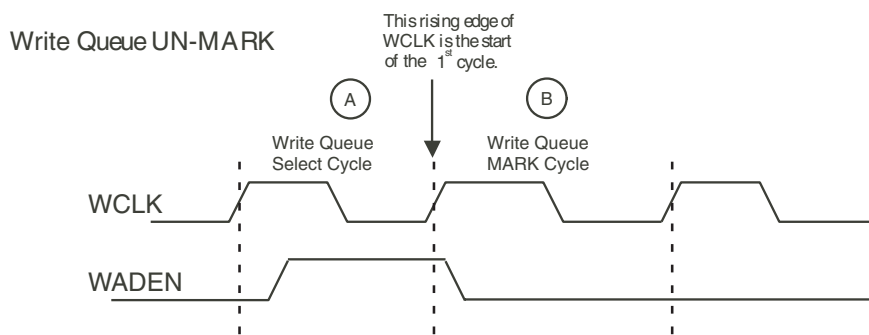 Write Queue UN-MARK
This rising edge of
WCLK is the start
of the 1st cycle.
A
B
Write Queue
Select Cycle
Write Queue
MARK Cycle
WCLK
WADEN